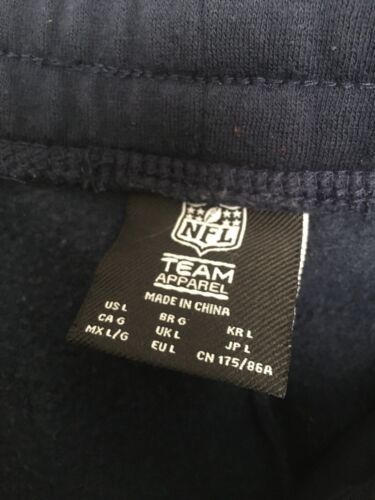 NFL
TEAM
APPAREL
MADE IN CHINA
US L BR G KR L
CA G UK L JP L
MX L/G EU L CN 175/86A